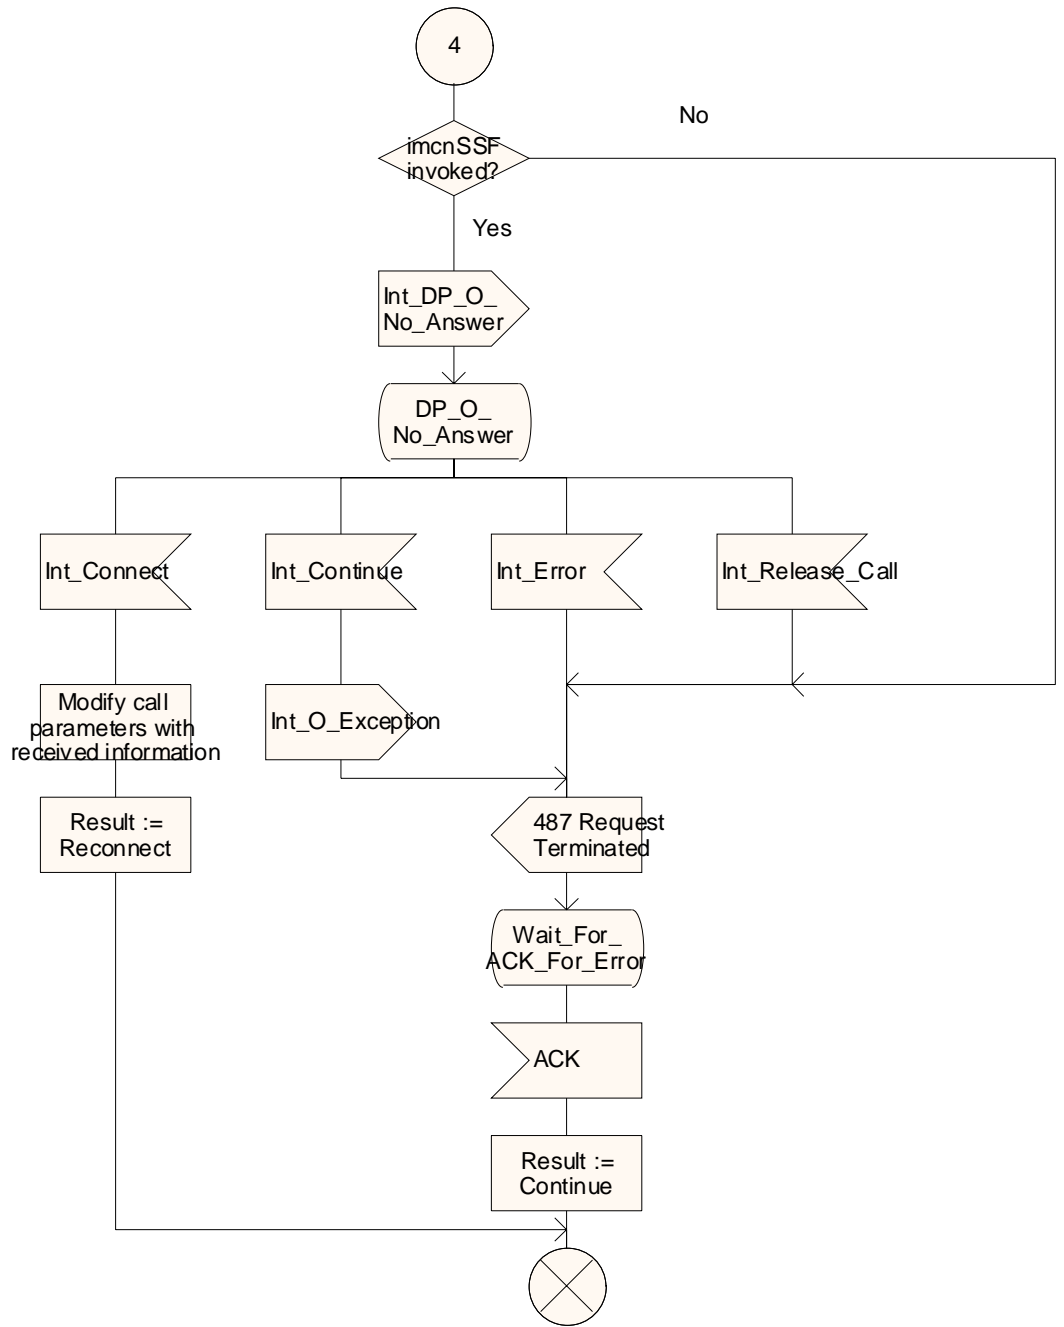 4
imcnSSF
invoked?
No
Yes
Int_DP_O_
No_Answer
DP_O_
No_Answer
Int_Connect
Int_Continue
Int_Error
Int_Release_Call
Modify call
parameters with
received information
Int_O_Exception
Result :=
Reconnect
487 Request
Terminated
Wait_For_
ACK_For_Error
ACK
Result :=
Continue